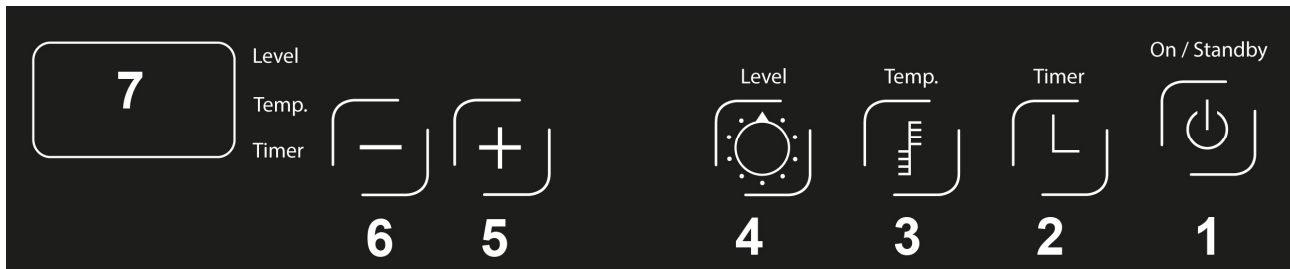 On / Standby
7
Level
Temp.
Timer
Level
Temp.
Timer
6
5
4
3
2
1